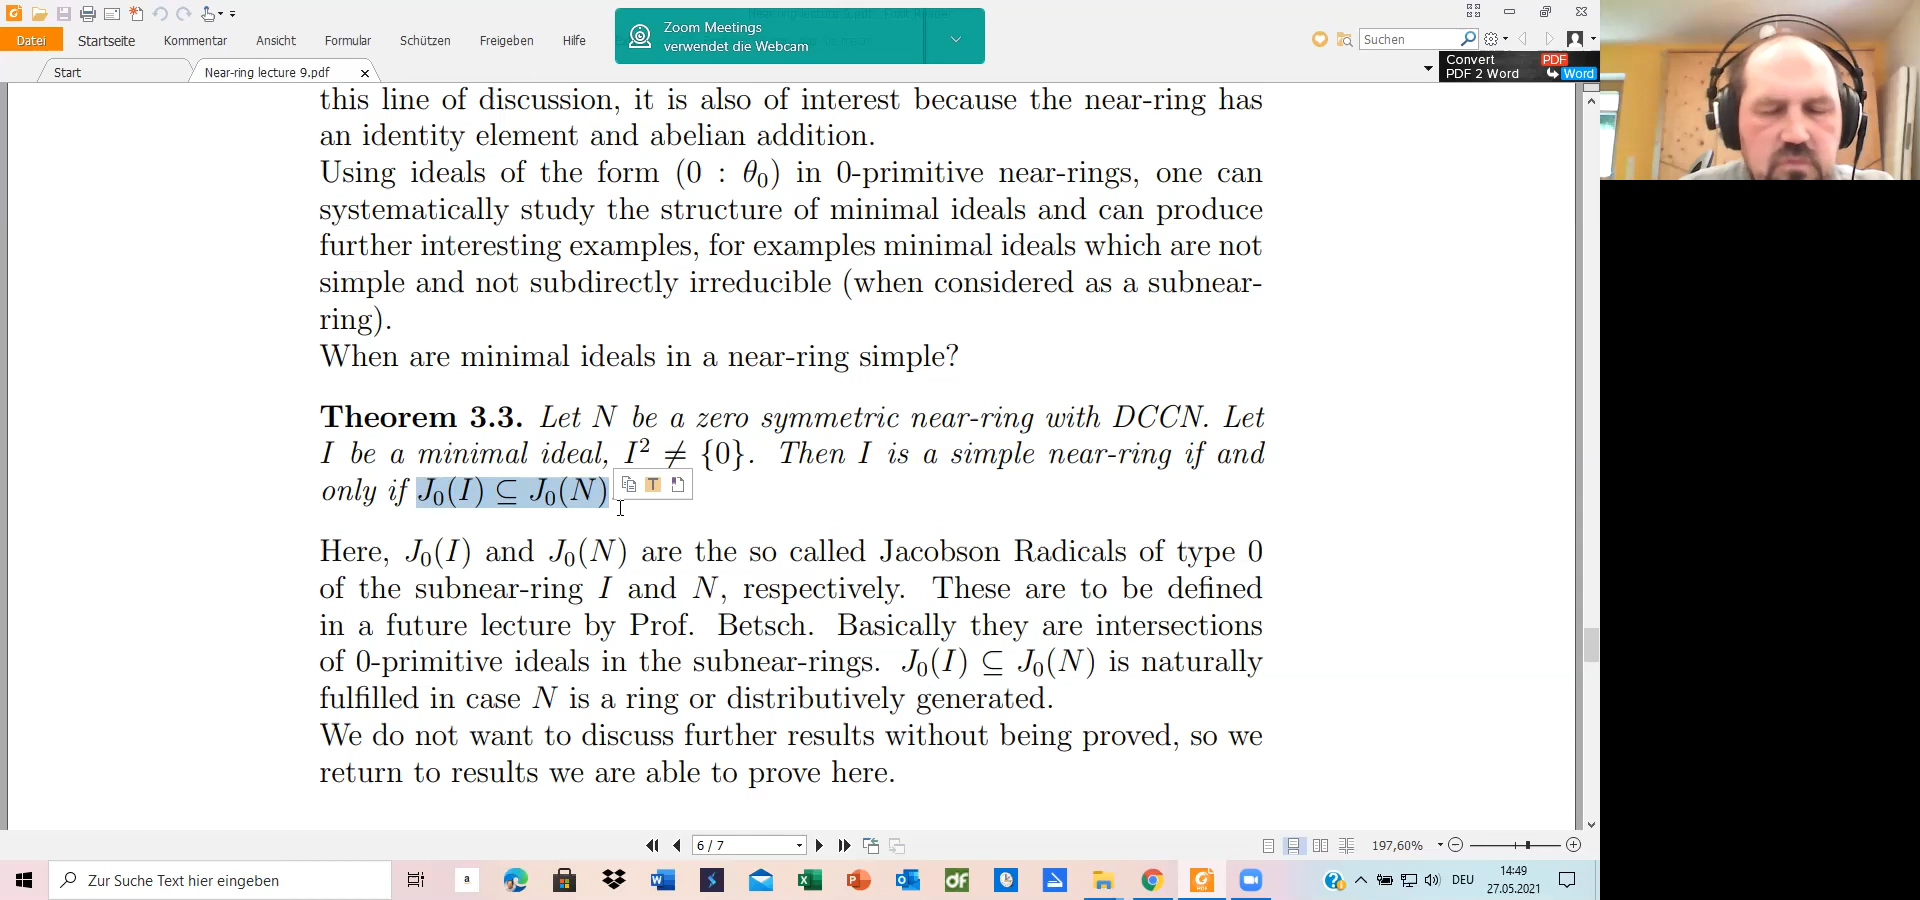 Zoom Meetings
verwendet die Webcam
Datei Startseite Kommentar Ansicht Formular Schützen Freigeben Hilfe
Suchen
Convert PDF
PDF 2 Word Word
Start Near-ring lecture 9.pdf
this line of discussion, it is also of interest because the near-ring has
an identity element and abelian addition.
Using ideals of the form (0 : θ₀) in 0-primitive near-rings, one can
systematically study the structure of minimal ideals and can produce
further interesting examples, for examples minimal ideals which are not
simple and not subdirectly irreducible (when considered as a subnear-
ring).
When are minimal ideals in a near-ring simple?
Theorem 3.3. Let N be a zero symmetric near-ring with DCCN. Let
I be a minimal ideal, I² ≠ {0}. Then I is a simple near-ring if and
only if J₀(I) ⊆ J₀(N)
Here, J₀(I) and J₀(N) are the so called Jacobson Radicals of type 0
of the subnear-ring I and N, respectively. These are to be defined
in a future lecture by Prof. Betsch. Basically they are intersections
of 0-primitive ideals in the subnear-rings. J₀(I) ⊆ J₀(N) is naturally
fulfilled in case N is a ring or distributively generated.
We do not want to discuss further results without being proved, so we
return to results we are able to prove here.
6 / 7
197,60%
Zur Suche Text hier eingeben
DEU
14:49
27.05.2021